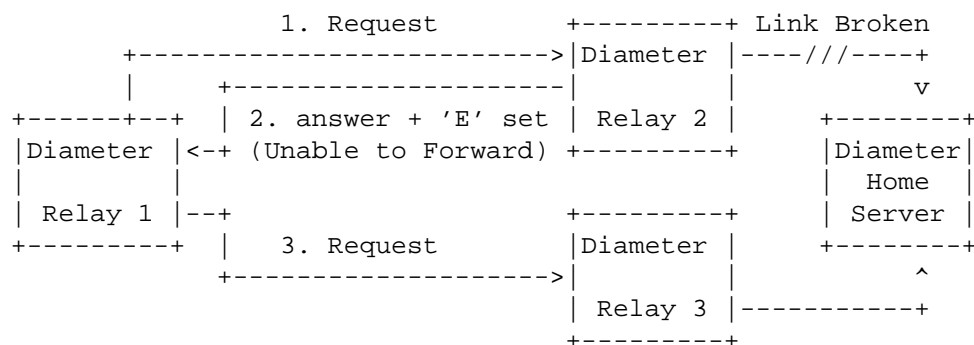 1. Request Link Broken
Diameter
2. answer + 'E' set Relay 2
Diameter (Unable to Forward) Diameter
Home
Relay 1 Server
3. Request Diameter
Relay 3